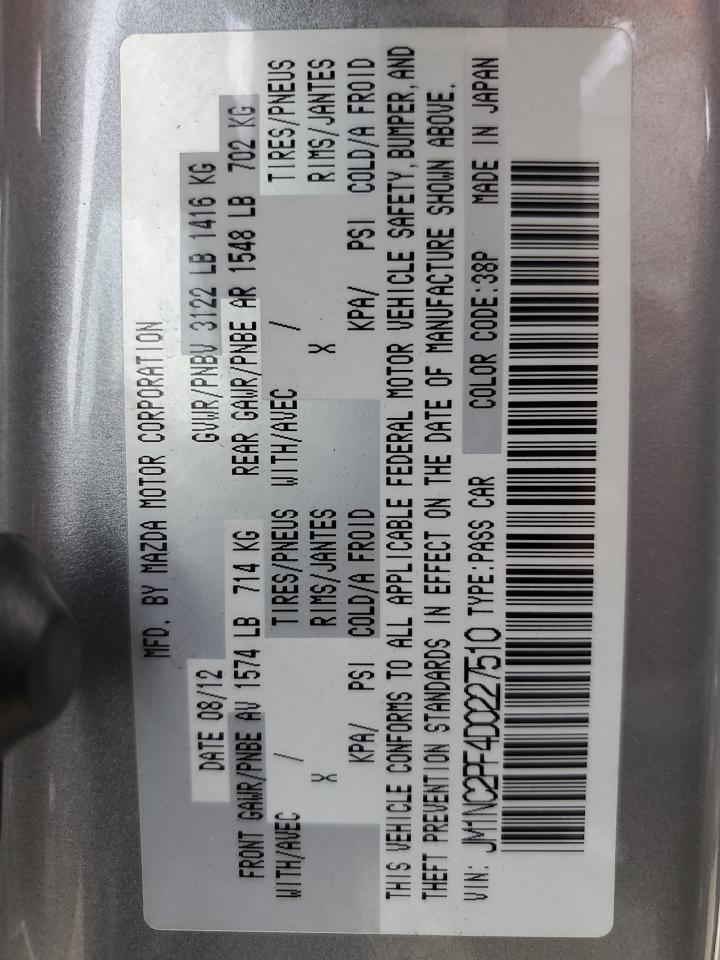 MFD. BY MAZDA MOTOR CORPORATION
DATE 08/12 GVWR/PNBV 3122 LB 1416 KG
FRONT GAWR/PNBE AV 1574 LB 714 KG REAR GAWR/PNBE AR 1548 LB 702 KG
WITH/AVEC / TIRES/PNEUS WITH/AVEC / TIRES/PNEUS
X RIMS/JANTES X RIMS/JANTES
KPA/ PSI COLD/A FROID KPA/ PSI COLD/A FROID
THIS VEHICLE CONFORMS TO ALL APPLICABLE FEDERAL MOTOR VEHICLE SAFETY, BUMPER, AND
THEFT PREVENTION STANDARDS IN EFFECT ON THE DATE OF MANUFACTURE SHOWN ABOVE.
VIN: JM1NC2PF4D0227510 TYPE:PASS CAR COLOR CODE:38P MADE IN JAPAN